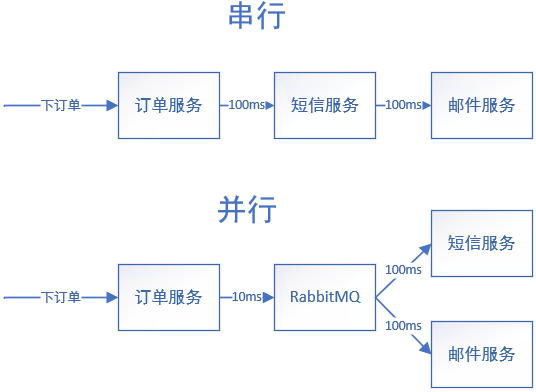 串行
下订单
订单服务
100ms
短信服务
100ms
邮件服务
并行
短信服务
100ms
下订单
订单服务
10ms
RabbitMQ
100ms
邮件服务